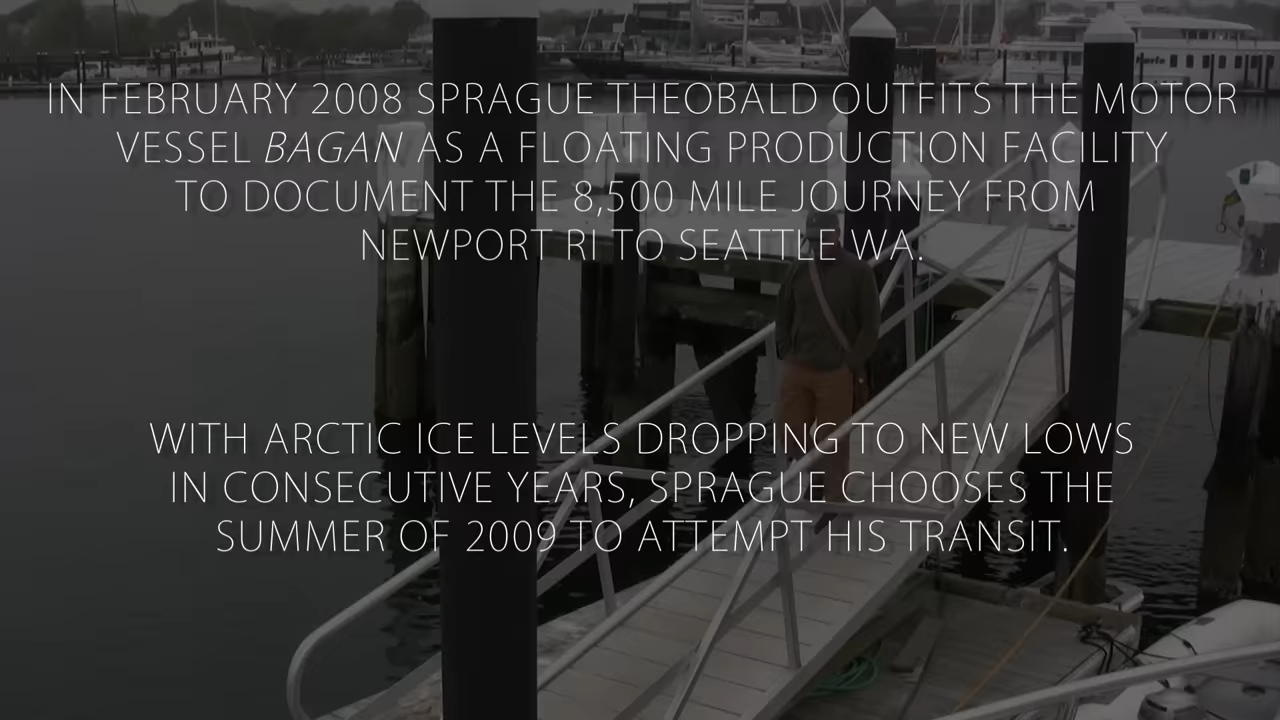 IN FEBRUARY 2008 SPRAGUE THEOBALD OUTFITS THE MOTOR
VESSEL BAGAN AS A FLOATING PRODUCTION FACILITY
TO DOCUMENT THE 8,500 MILE JOURNEY FROM
NEWPORT RI TO SEATTLE WA.
WITH ARCTIC ICE LEVELS DROPPING TO NEW LOWS
IN CONSECUTIVE YEARS, SPRAGUE CHOOSES THE
SUMMER OF 2009 TO ATTEMPT HIS TRANSIT.